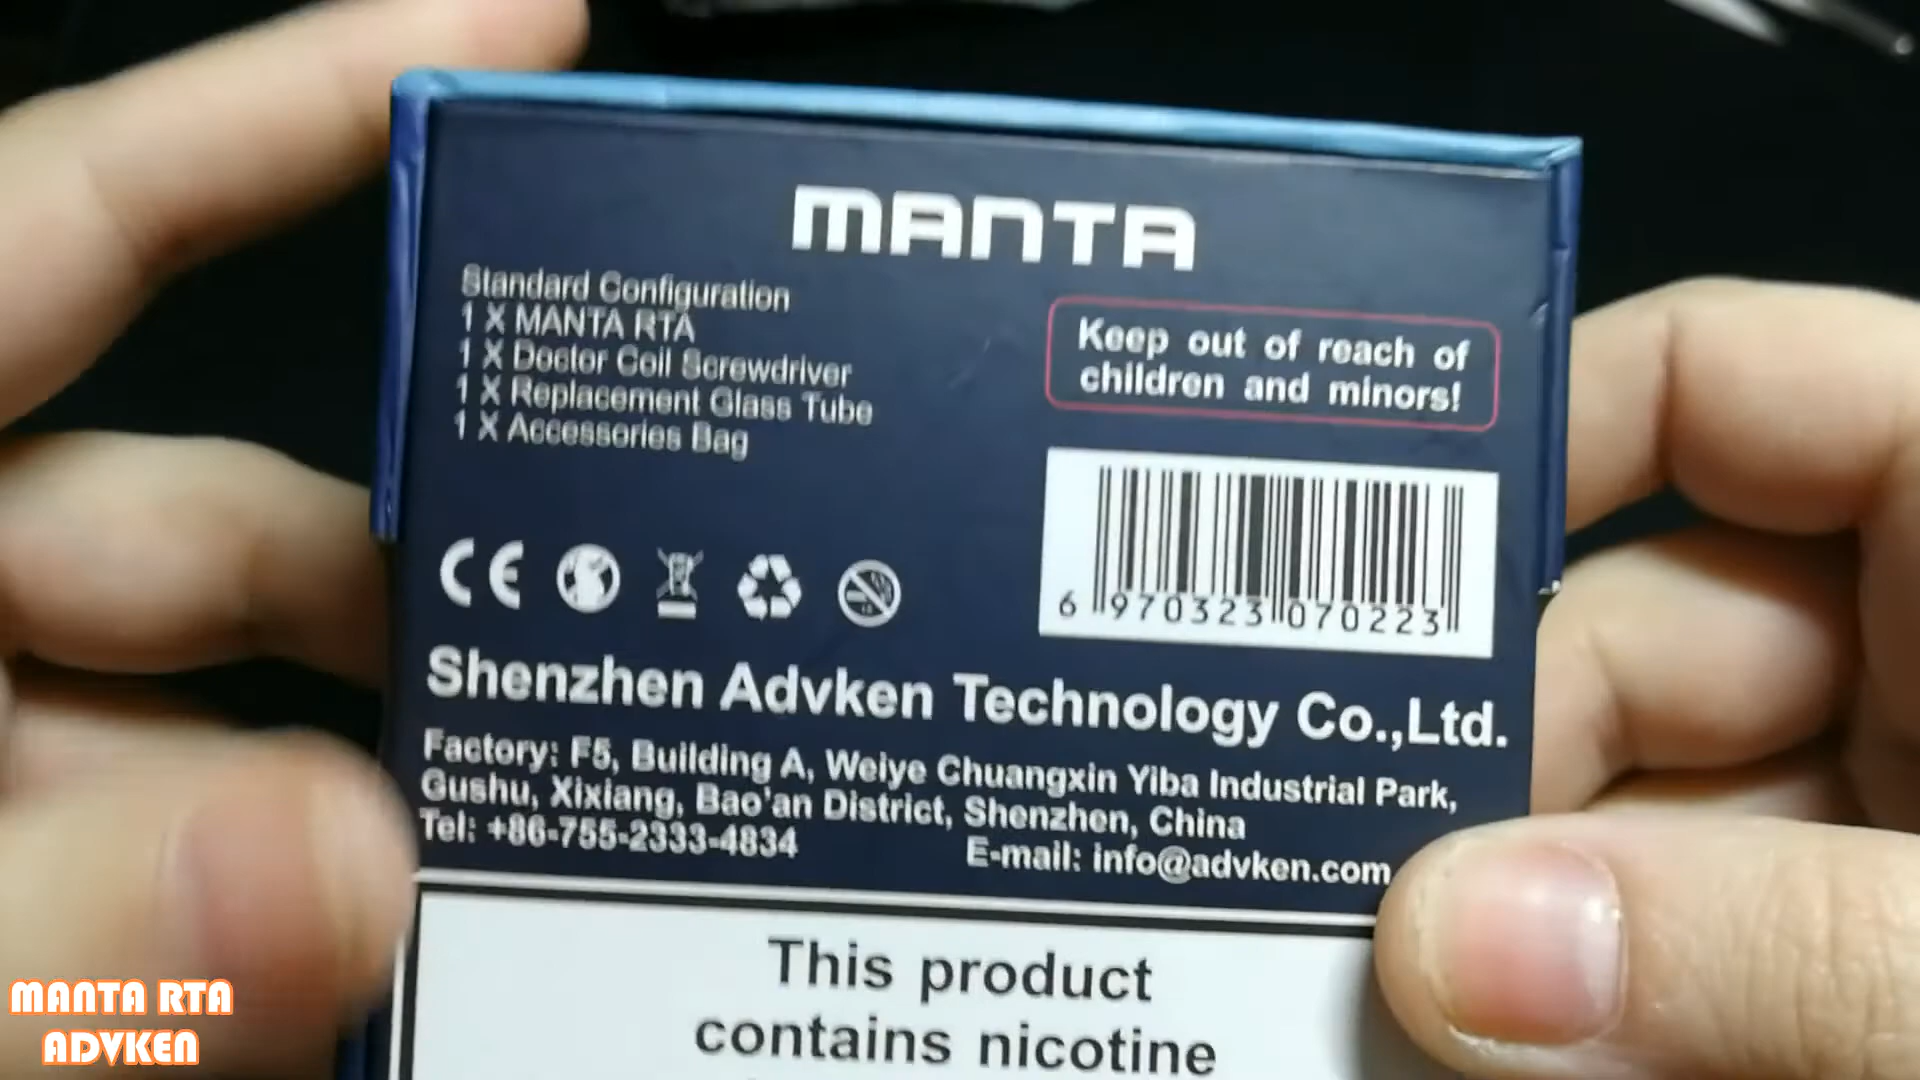 MANTA
Standard Configuration
1 X MANTA RTA
1 X Doctor Coil Screwdriver
1 X Replacement Glass Tube
1 X Accessories Bag
Keep out of reach of
children and minors!
6 970323 070223
CE
Shenzhen Advken Technology Co.,Ltd.
Factory: F5, Building A, Weiye Chuangxin Yiba Industrial Park,
Gushu, Xixiang, Bao'an District, Shenzhen, China
Tel: +86-755-2333-4834
E-mail: info@advken.com
This product
contains nicotine
MANTA RTA
ADVKEN